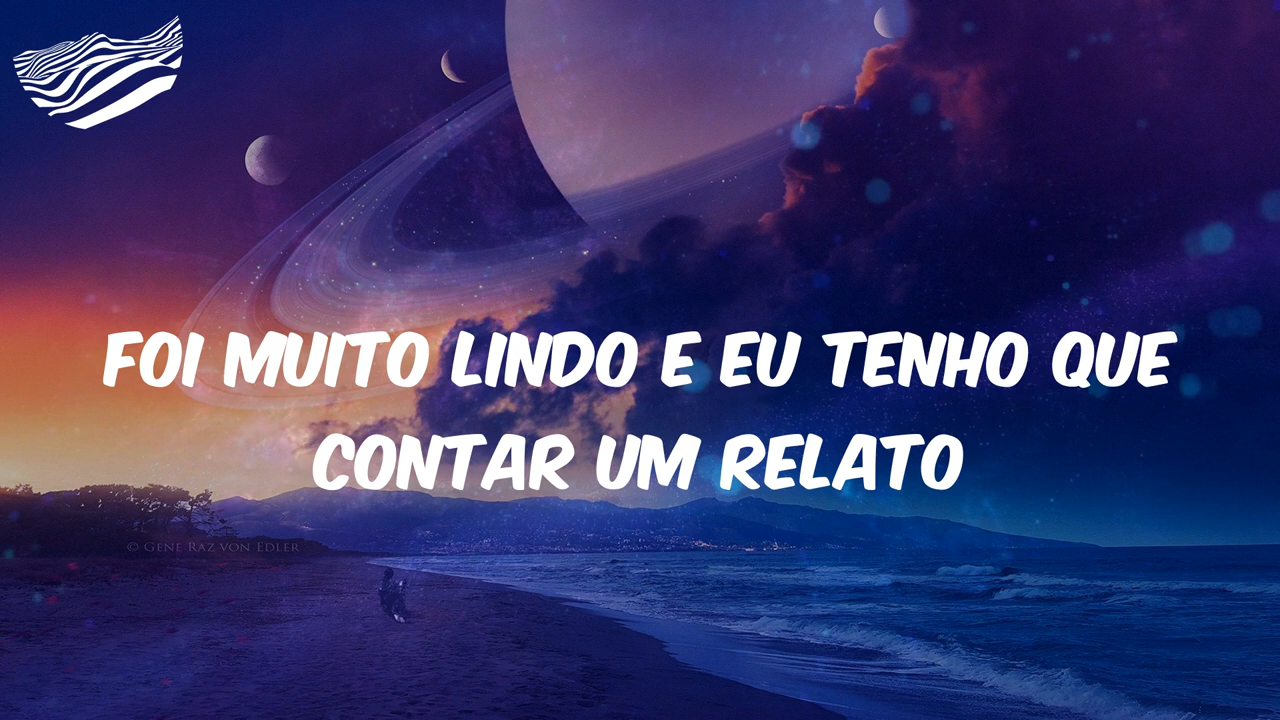 FOI MUITO LINDO E EU TENHO QUE
CONTAR UM RELATO
© GENE RAZ VON EDLER